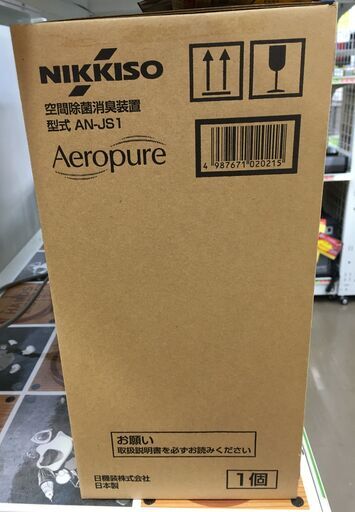 NIKKISO
空間除菌消臭装置
型式 AN-JS1
Aeropure
4 987671 020215
お願い
取扱説明書を必ずお読みください
日機装株式会社
日本製
1個